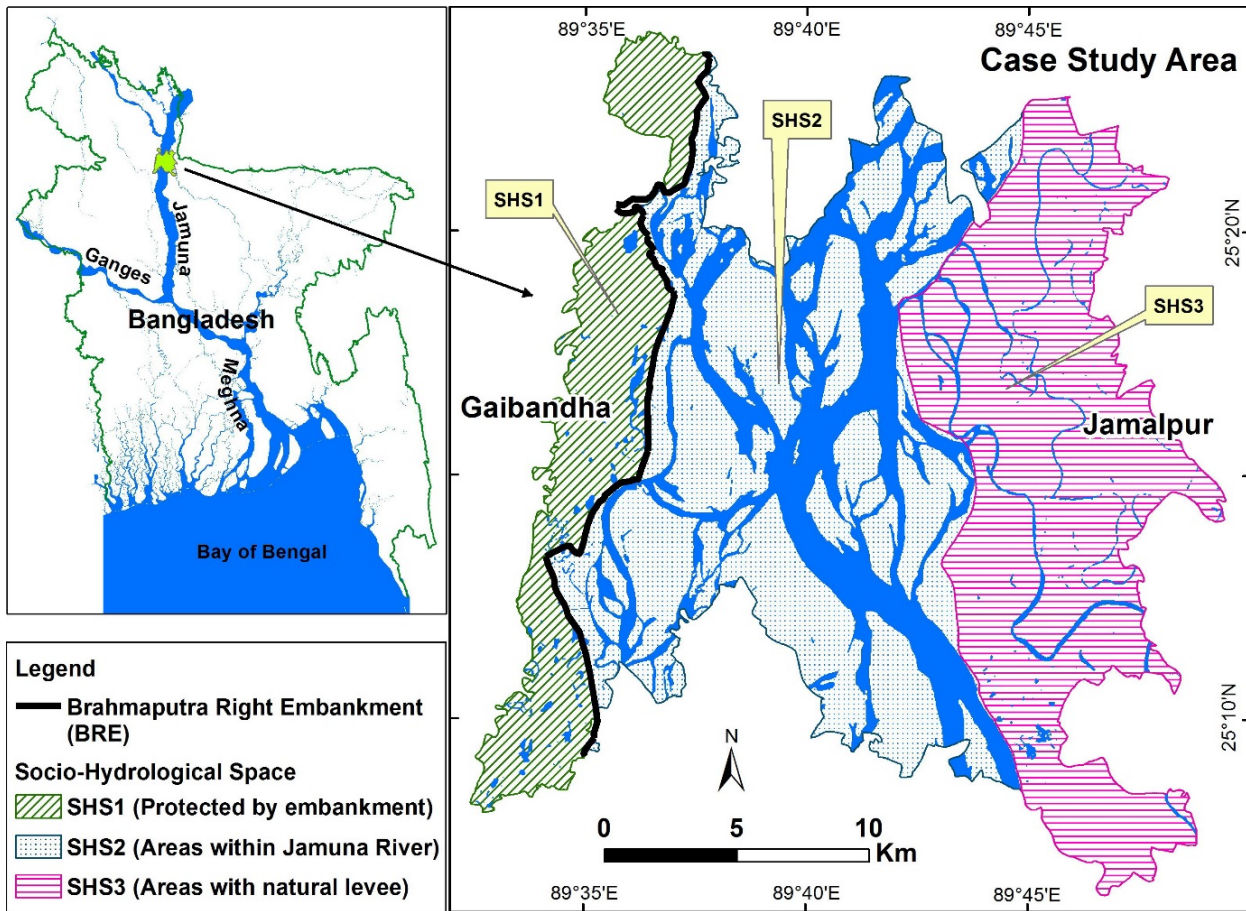 Jamuna
Ganges
Bangladesh
Meghna
Bay of Bengal
Legend
Brahmaputra Right Embankment
(BRE)
Socio-Hydrological Space
SHS1 (Protected by embankment)
SHS2 (Areas within Jamuna River)
SHS3 (Areas with natural levee)
89°35'E
89°40'E
89°45'E
Case Study Area
SHS2
SHS1
25°20'N
SHS3
Gaibandha
Jamalpur
25°10'N
N
0 5 10
Km
89°35'E
89°40'E
89°45'E